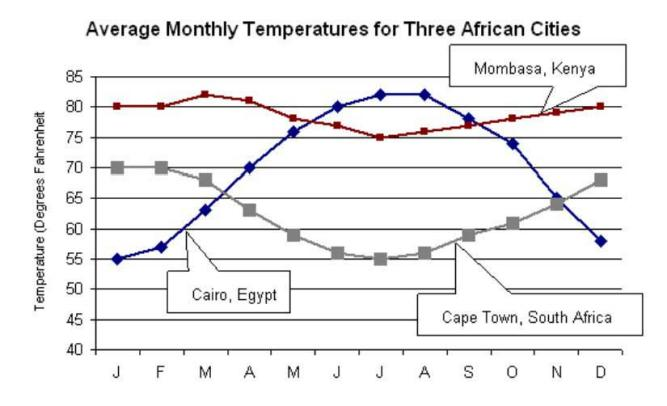 Average Monthly Temperatures for Three African Cities
Mombasa, Kenya
Temperature (Degrees Fahrenheit
85
80
75
70
65
60
55
50
45
40
Cairo, Egypt
Cape Town, South Africa
J F M A M J J A S O N D